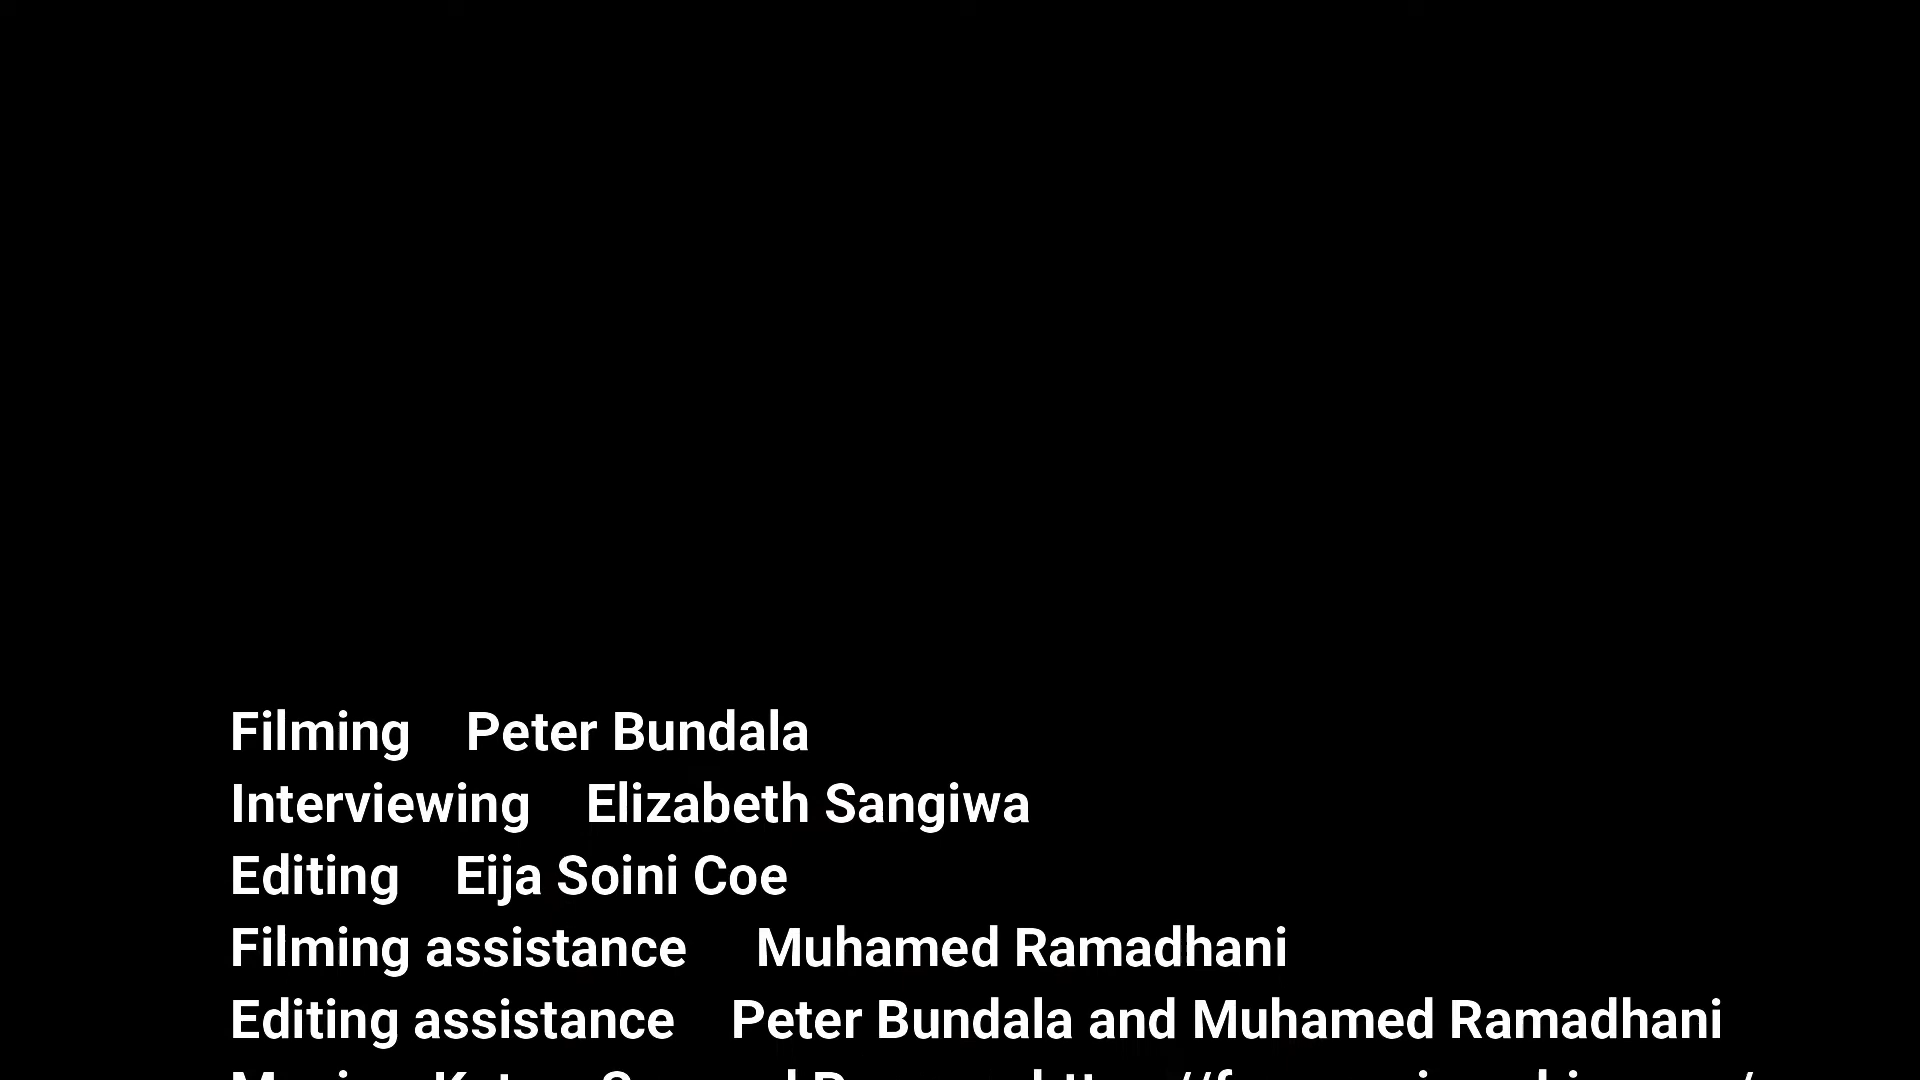 Filming Peter Bundala
Interviewing Elizabeth Sangiwa
Editing Eija Soini Coe
Filming assistance Muhamed Ramadhani
Editing assistance Peter Bundala and Muhamed Ramadhani